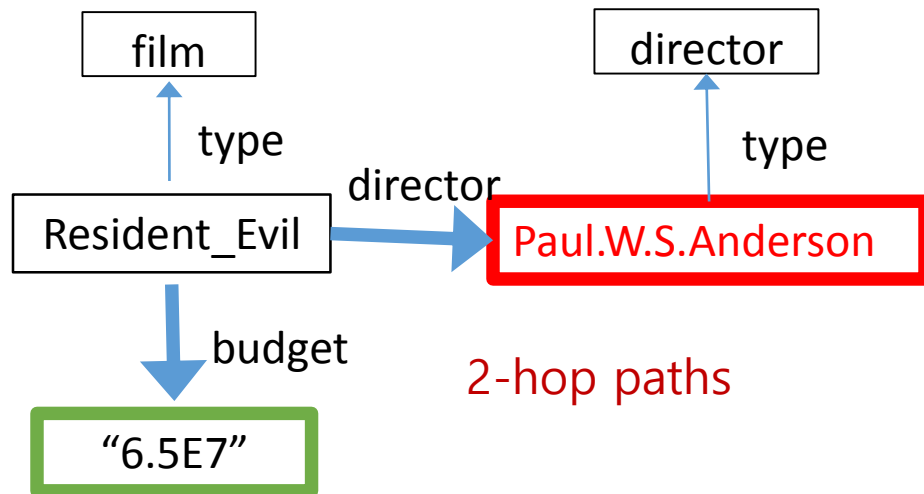 film
director
type
type
director
Resident_Evil
Paul.W.S.Anderson
budget
2-hop paths
“6.5E7”